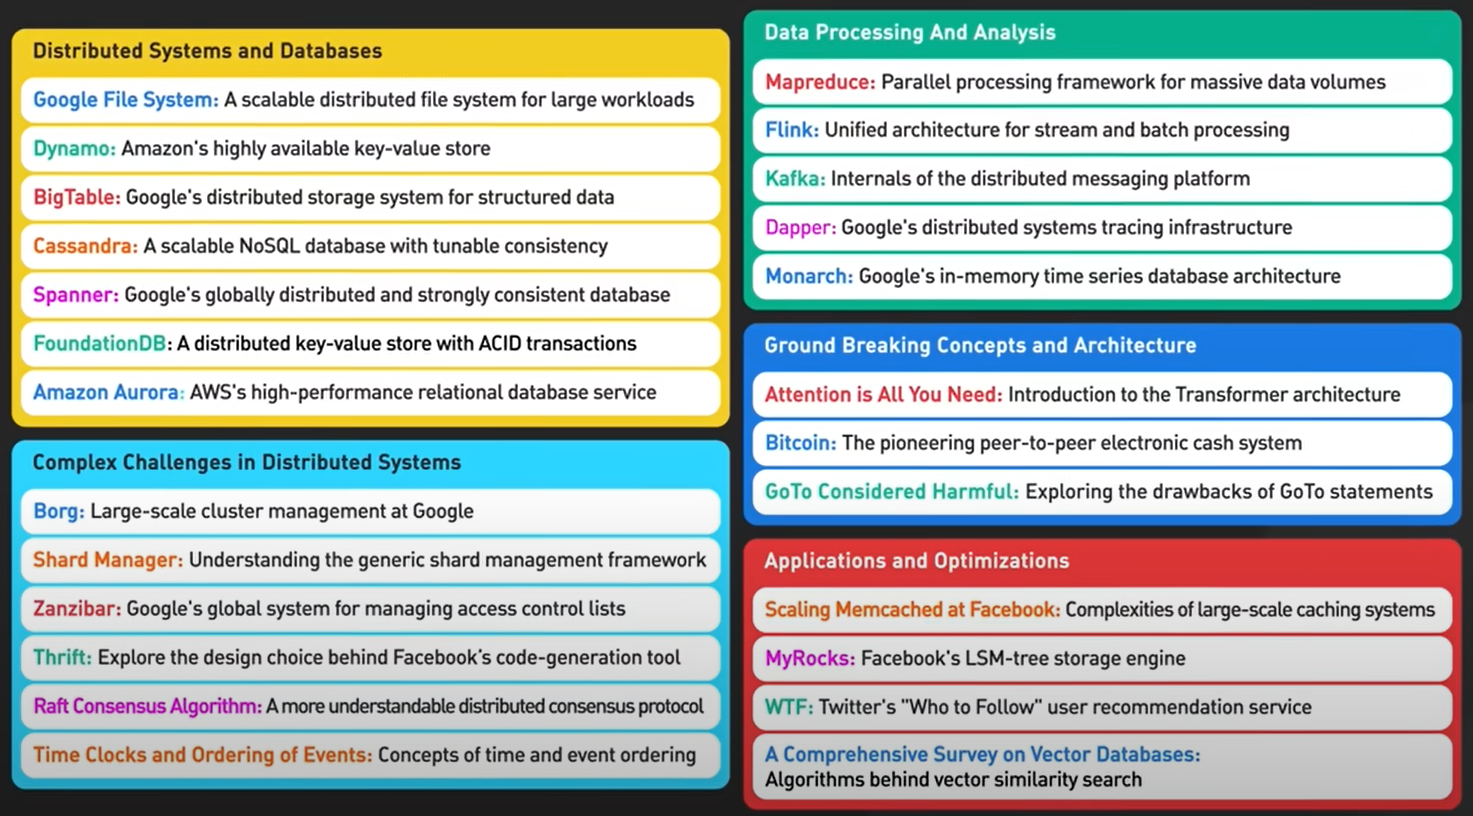 Distributed Systems and Databases
Google File System: A scalable distributed file system for large workloads
Dynamo: Amazon's highly available key-value store
BigTable: Google's distributed storage system for structured data
Cassandra: A scalable NoSQL database with tunable consistency
Spanner: Google's globally distributed and strongly consistent database
FoundationDB: A distributed key-value store with ACID transactions
Amazon Aurora: AWS's high-performance relational database service
Complex Challenges in Distributed Systems
Borg: Large-scale cluster management at Google
Shard Manager: Understanding the generic shard management framework
Zanzibar: Google's global system for managing access control lists
Thrift: Explore the design choice behind Facebook's code-generation tool
Raft Consensus Algorithm: A more understandable distributed consensus protocol
Time Clocks and Ordering of Events: Concepts of time and event ordering
Data Processing And Analysis
Mapreduce: Parallel processing framework for massive data volumes
Flink: Unified architecture for stream and batch processing
Kafka: Internals of the distributed messaging platform
Dapper: Google's distributed systems tracing infrastructure
Monarch: Google's in-memory time series database architecture
Ground Breaking Concepts and Architecture
Attention is All You Need: Introduction to the Transformer architecture
Bitcoin: The pioneering peer-to-peer electronic cash system
GoTo Considered Harmful: Exploring the drawbacks of GoTo statements
Applications and Optimizations
Scaling Memcached at Facebook: Complexities of large-scale caching systems
MyRocks: Facebook's LSM-tree storage engine
WTF: Twitter's "Who to Follow" user recommendation service
A Comprehensive Survey on Vector Databases:
Algorithms behind vector similarity search